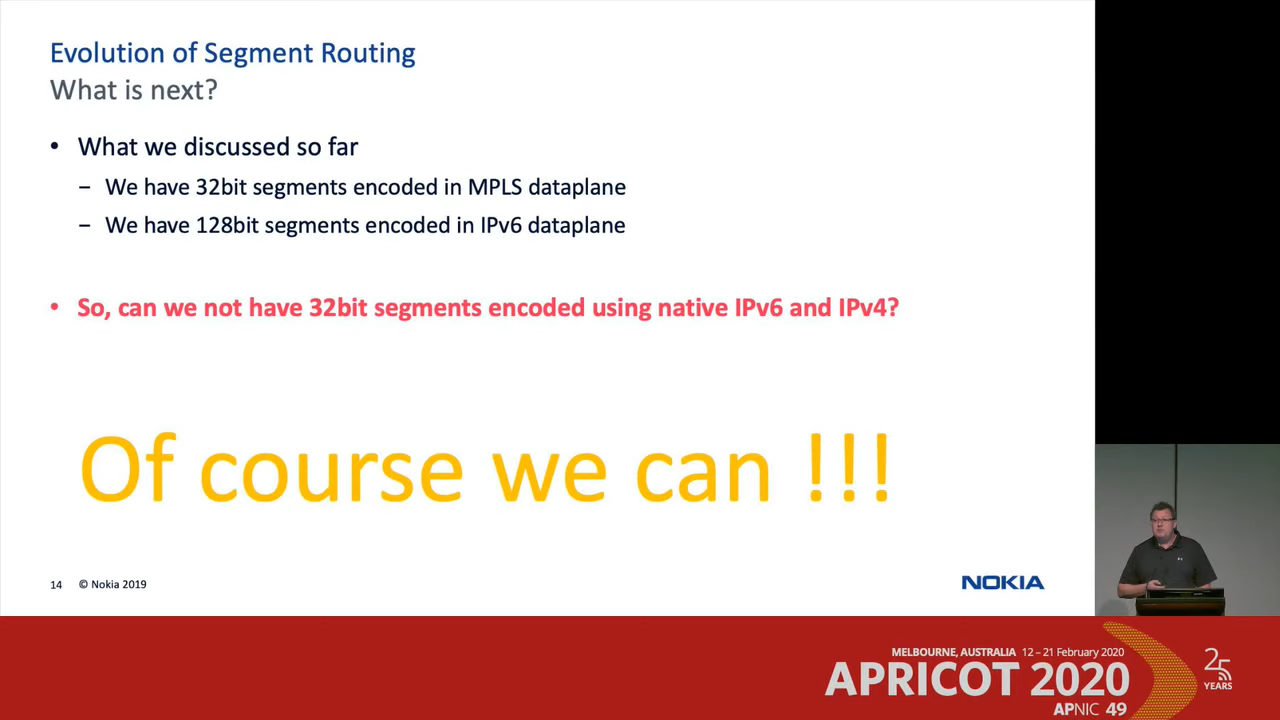 Evolution of Segment Routing
What is next?
• What we discussed so far
– We have 32bit segments encoded in MPLS dataplane
– We have 128bit segments encoded in IPv6 dataplane
• So, can we not have 32bit segments encoded using native IPv6 and IPv4?
Of course we can !!!
14 © Nokia 2019
NOKIA
MELBOURNE, AUSTRALIA 12 – 21 February 2020
APRICOT 2020
APNIC 49
25
YEARS